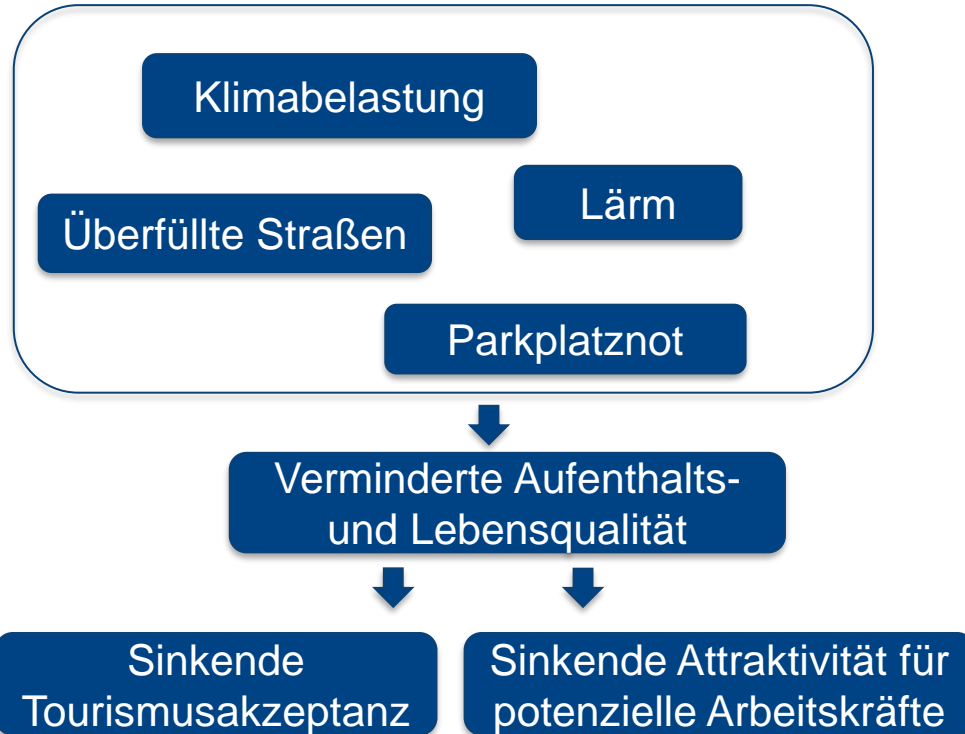 Klimabelastung
Lärm
Überfüllte Straßen
Parkplatznot
Verminderte Aufenthalts-
und Lebensqualität
Sinkende
Tourismusakzeptanz
Sinkende Attraktivität für
potenzielle Arbeitskräfte